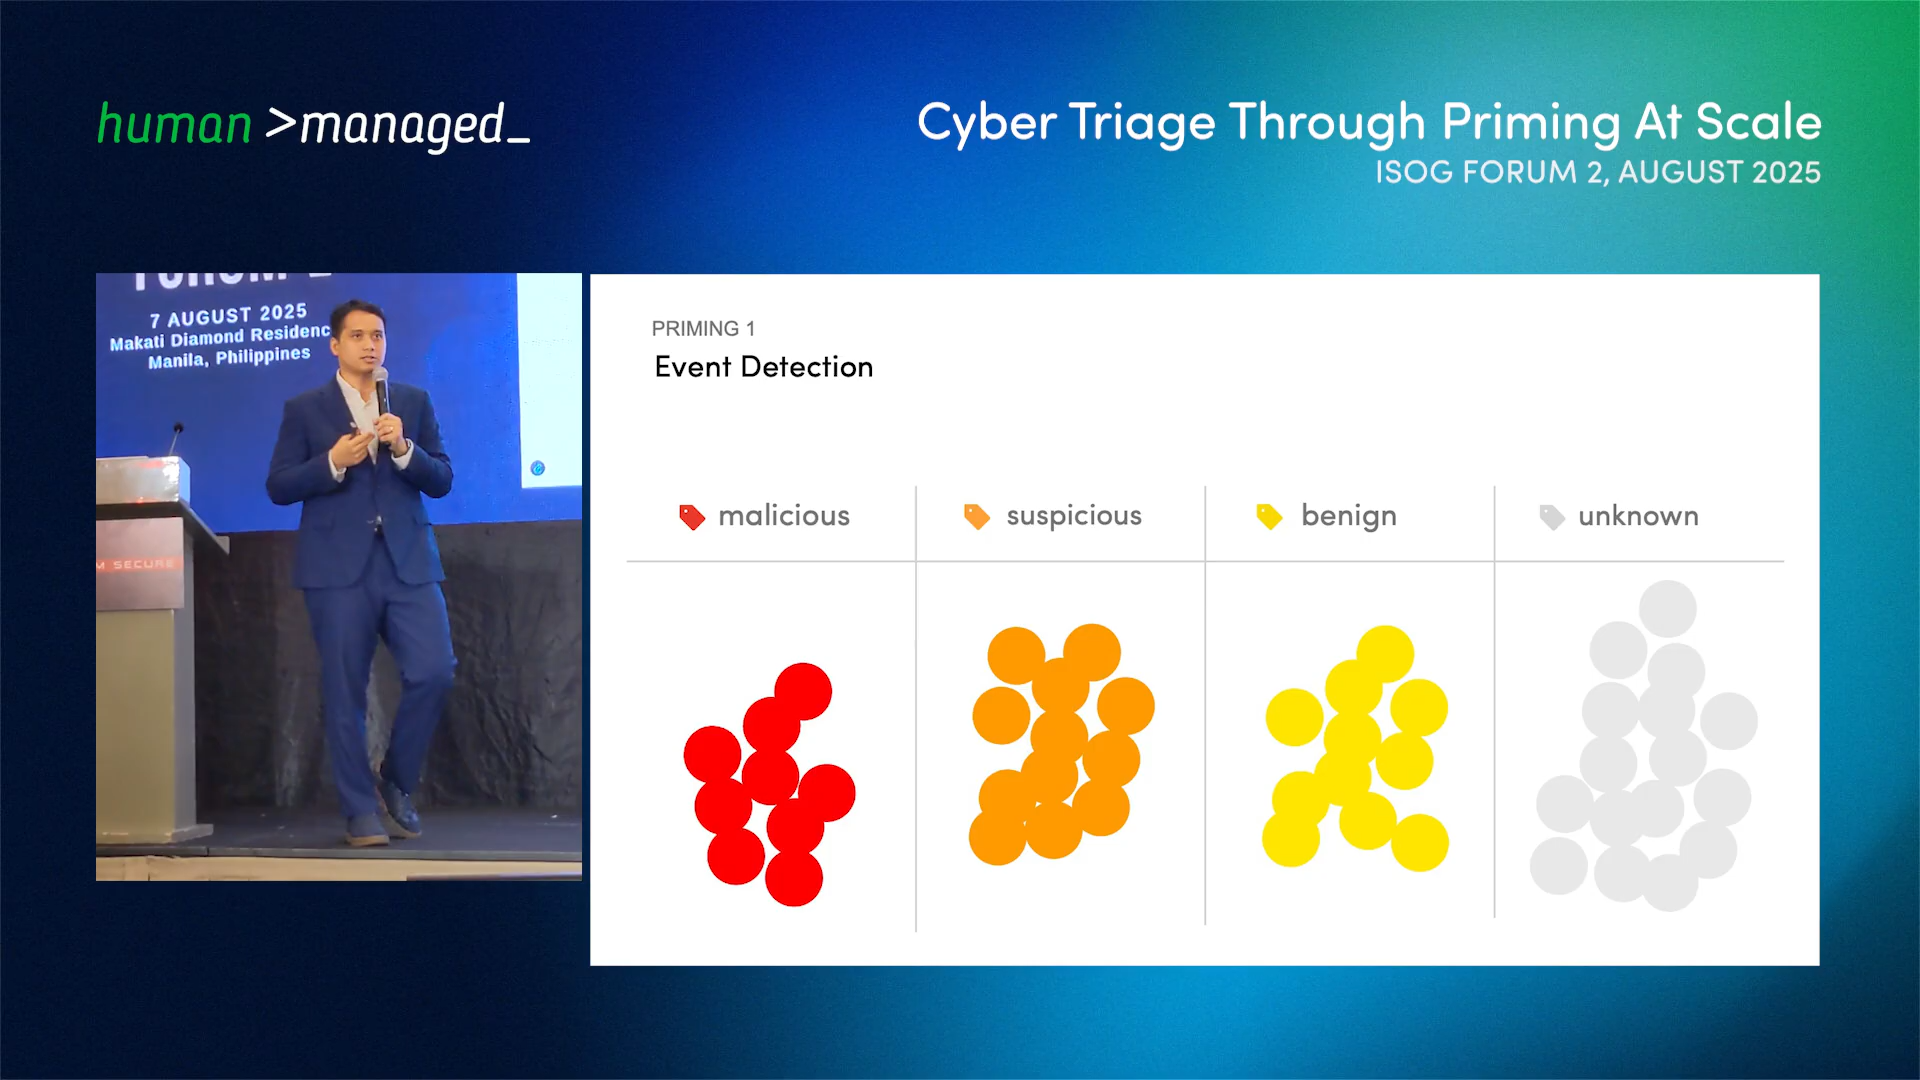 human >managed_
Cyber Triage Through Priming At Scale
ISOG FORUM 2, AUGUST 2025
7 AUGUST 2025
Makati Diamond Residenc
Manila, Philippines
M SECURE
PRIMING 1
Event Detection
malicious
suspicious
benign
unknown